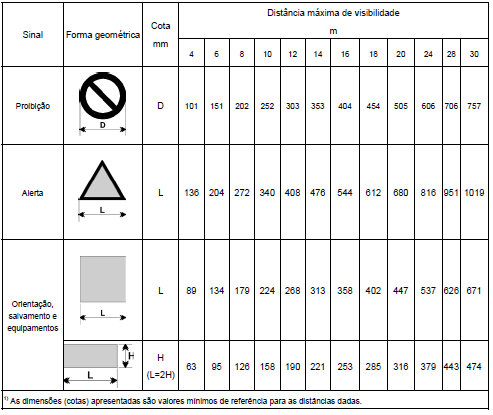 Sinal Forma geométrica Cota mm Distância máxima de visibilidade m
4 6 8 10 12 14 16 18 20 24 28 30
Proibição D D 101 151 202 252 303 353 404 454 505 606 706 757
Alerta L L 136 204 272 340 408 476 544 612 680 816 951 1019
Orientação, salvamento e equipamentos
L L 89 134 179 224 268 313 358 402 447 537 626 671
H L H (L=2H) 63 95 126 158 190 221 253 285 316 379 443 474
1) As dimensões (cotas) apresentadas são valores mínimos de referência para as distâncias dadas.